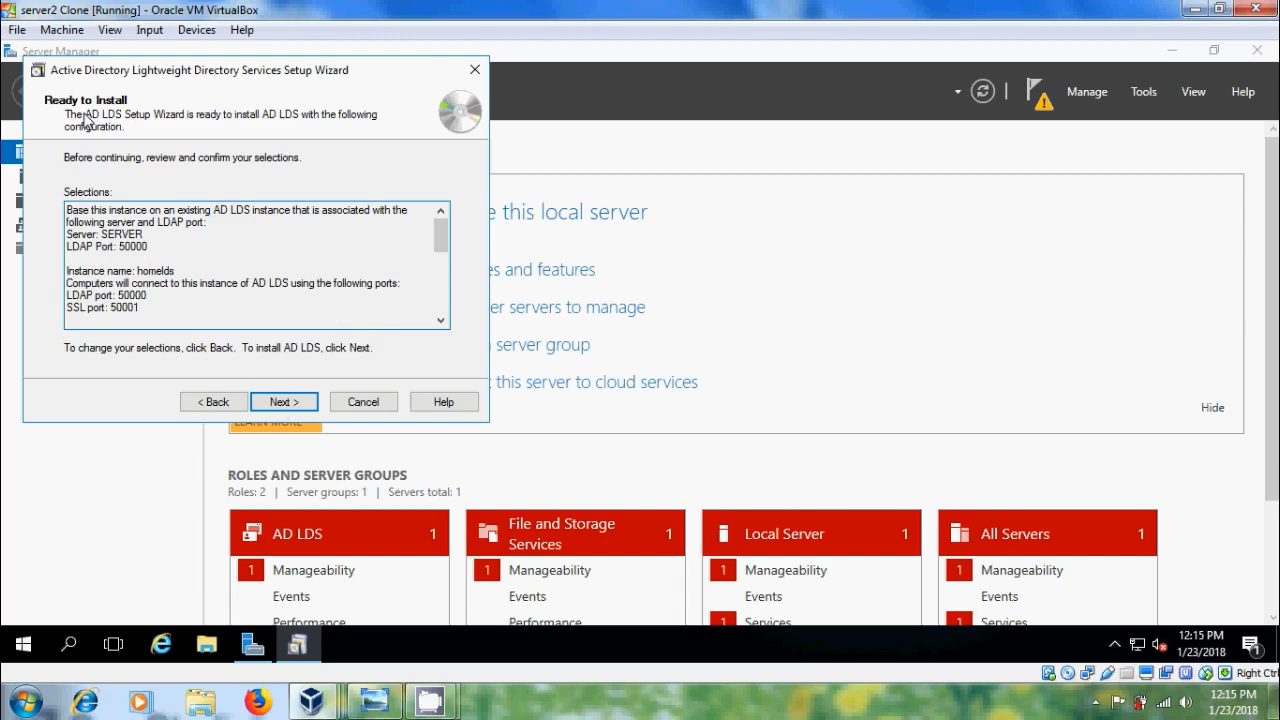 server2 Clone [Running] - Oracle VM VirtualBox
File Machine View Input Devices Help
Server Manager
Active Directory Lightweight Directory Services Setup Wizard
Manage Tools View Help
Ready to Install
The AD LDS Setup Wizard is ready to install AD LDS with the following
configuration.
Before continuing, review and confirm your selections.
Selections:
Base this instance on an existing AD LDS instance that is associated with the
following server and LDAP port:
Server: SERVER
LDAP Port: 50000
Instance name: homelds
Computers will connect to this instance of AD LDS using the following ports:
LDAP port: 50000
SSL port: 50001
To change your selections, click Back. To install AD LDS, click Next.
< Back Next > Cancel Help
e this local server
es and features
er servers to manage
server group
this server to cloud services
Hide
LEARN MORE
ROLES AND SERVER GROUPS
Roles: 2 | Server groups: 1 | Servers total: 1
AD LDS 1
1 Manageability
Events
Performance
File and Storage
Services 1
1 Manageability
Events
Performance
Local Server 1
1 Manageability
Events
1 Services
All Servers 1
1 Manageability
Events
1 Services
12:15 PM
1/23/2018
1
Right Ctrl
12:15 PM
1/23/2018